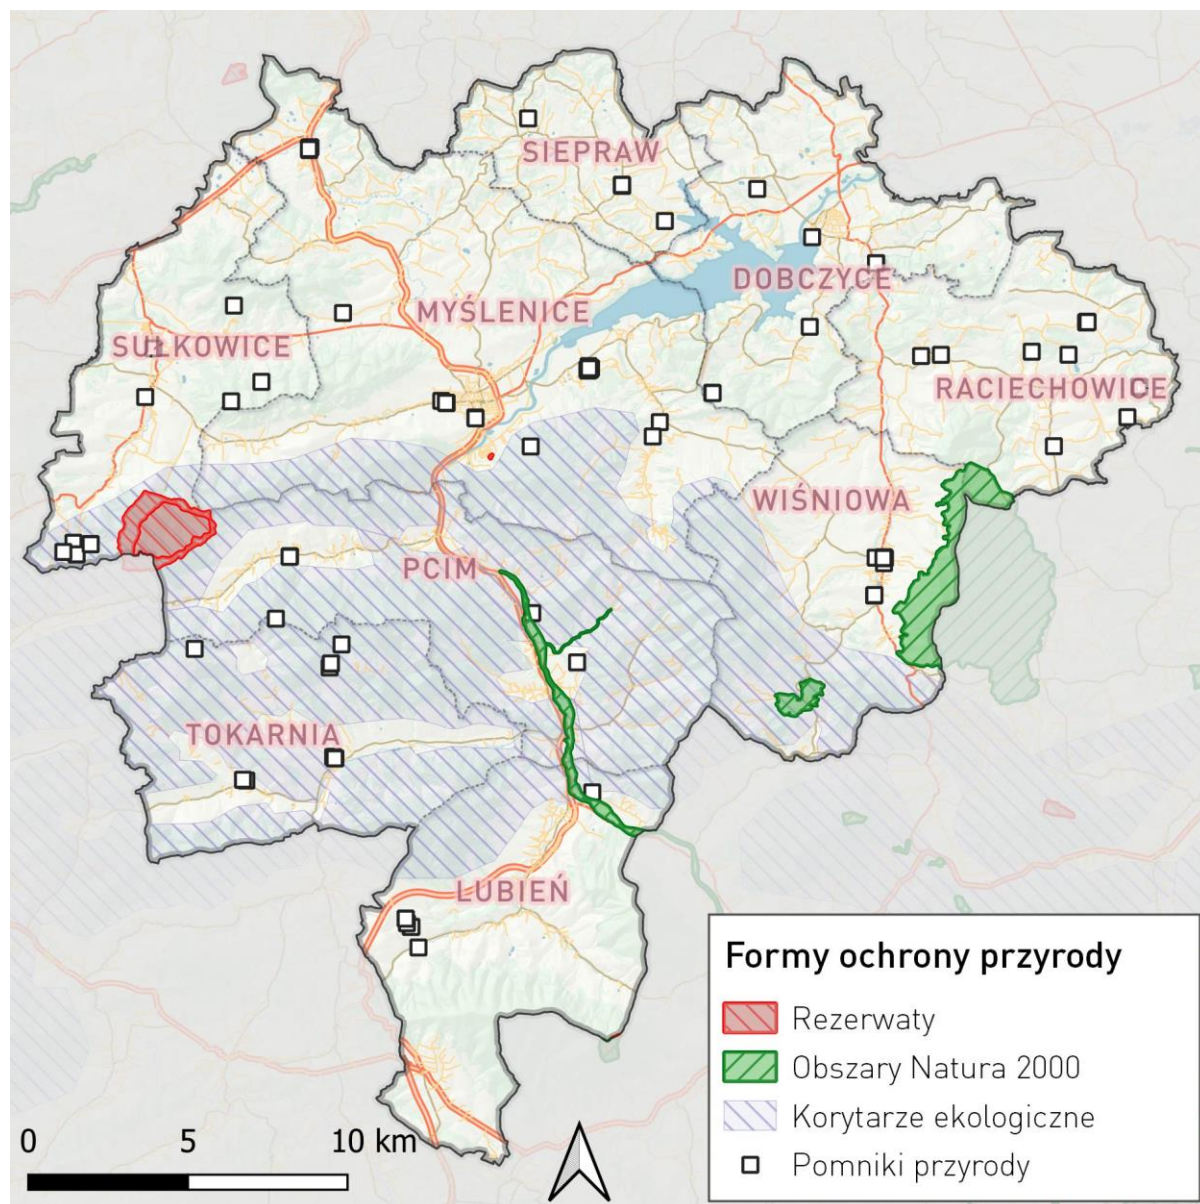 SIEPRAW
DOBCZYCE
MYŚLENICE
SUŁKOWICE
RACIECHOWICE
WIŚNIOWA
PCIM
TOKARNIA
LUBIEŃ
Formy ochrony przyrody
Rezerwaty
Obszary Natura 2000
Korytarze ekologiczne
Pomniki przyrody
0 5 10 km